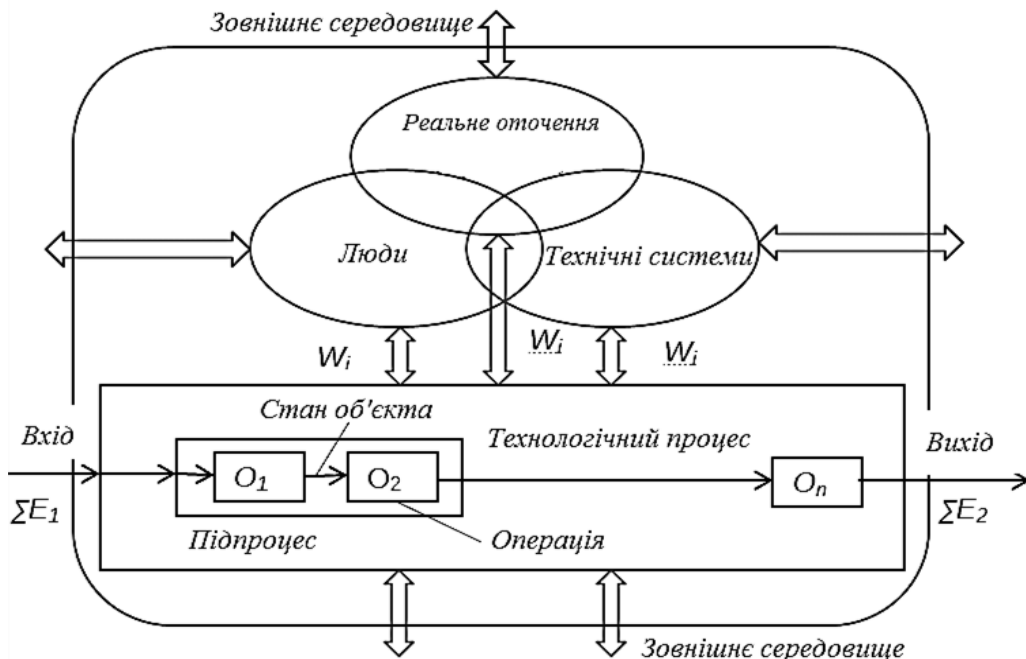 Зовнішнє середовище
Реальне оточення
Люди
Технічні системи
Wᵢ
Wᵢ
Wᵢ
Стан об'єкта
Вхід
Технологічний процес
Вихід
O₁
O₂
Oₙ
∑E₁
∑E₂
Підпроцес
Операція
Зовнішнє середовище